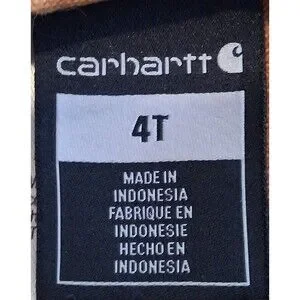 carhartt
4T
MADE IN
INDONESIA
FABRIQUE EN
INDONESIE
HECHO EN
INDONESIA